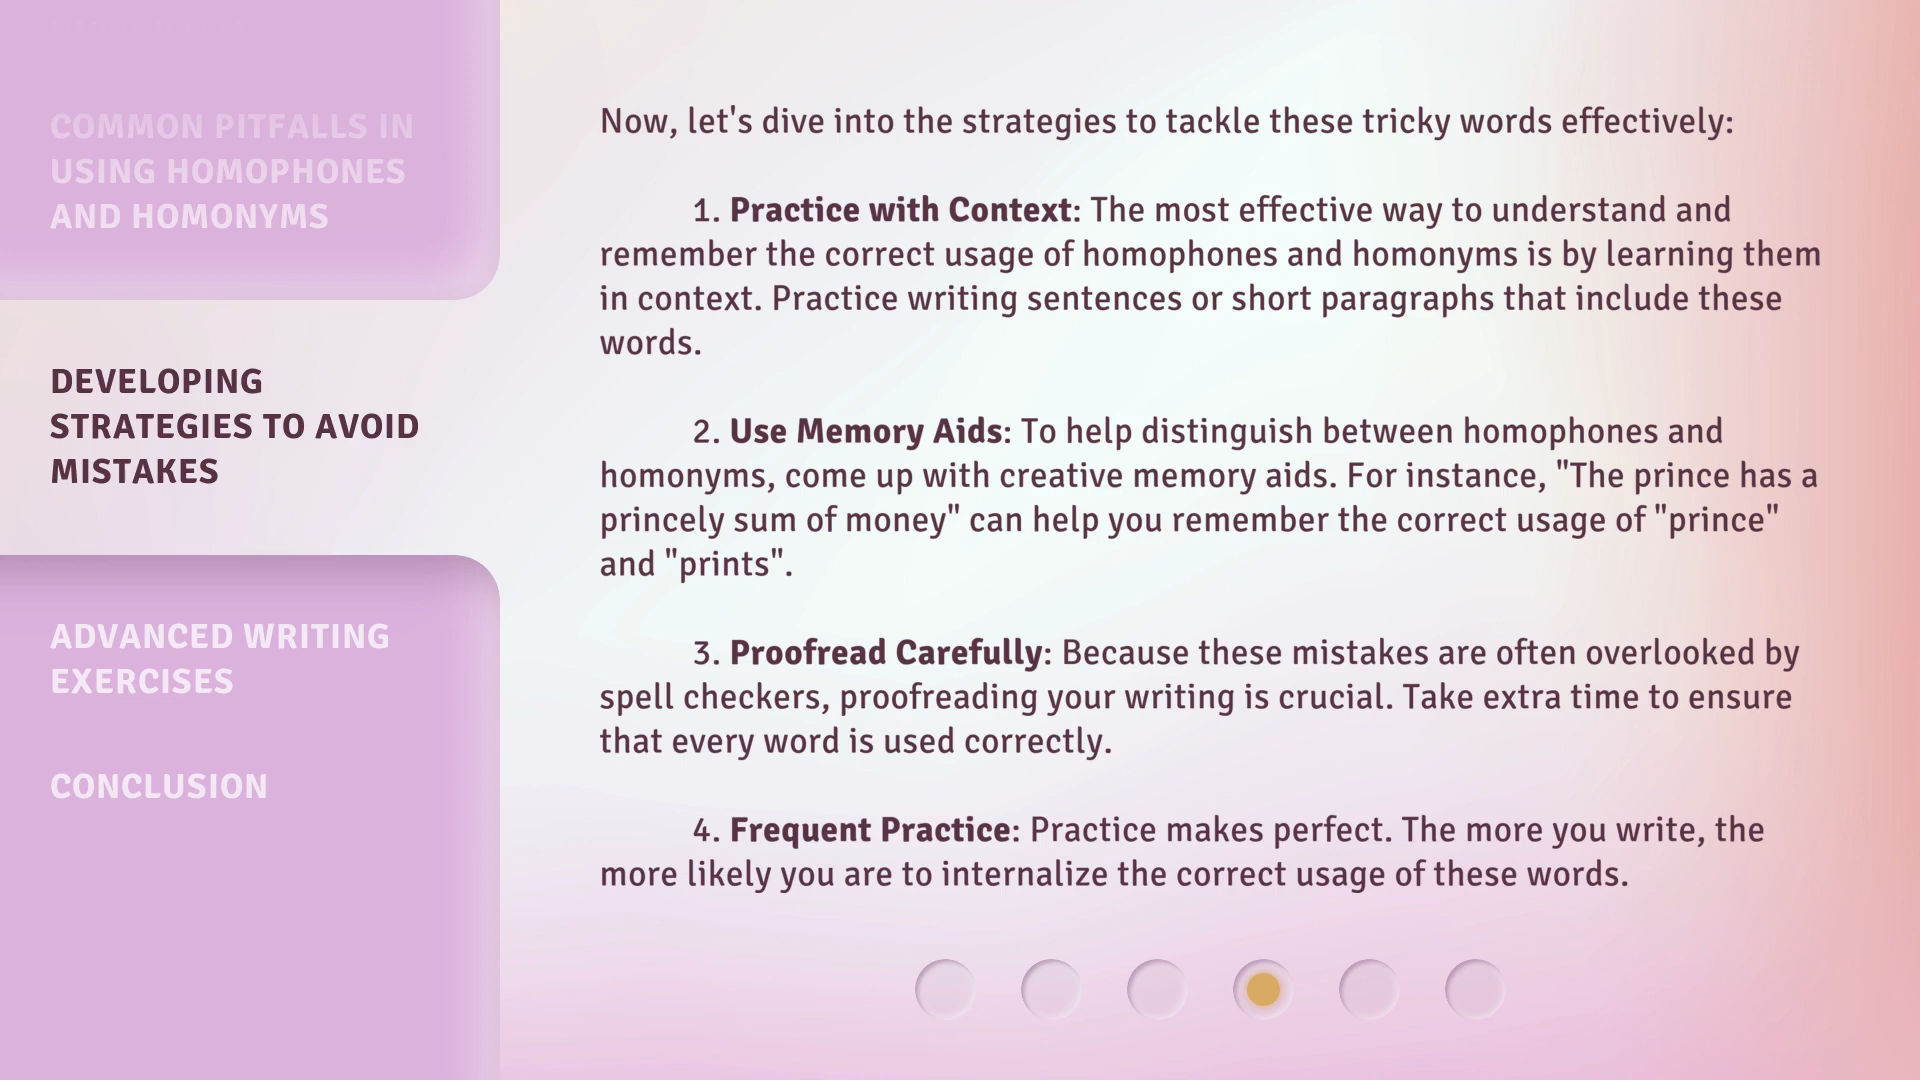 COMMON PITFALLS IN
USING HOMOPHONES
AND HOMONYMS
DEVELOPING
STRATEGIES TO AVOID
MISTAKES
ADVANCED WRITING
EXERCISES
CONCLUSION
Now, let's dive into the strategies to tackle these tricky words effectively:
1. Practice with Context: The most effective way to understand and
remember the correct usage of homophones and homonyms is by learning them
in context. Practice writing sentences or short paragraphs that include these
words.
2. Use Memory Aids: To help distinguish between homophones and
homonyms, come up with creative memory aids. For instance, "The prince has a
princely sum of money" can help you remember the correct usage of "prince"
and "prints".
3. Proofread Carefully: Because these mistakes are often overlooked by
spell checkers, proofreading your writing is crucial. Take extra time to ensure
that every word is used correctly.
4. Frequent Practice: Practice makes perfect. The more you write, the
more likely you are to internalize the correct usage of these words.